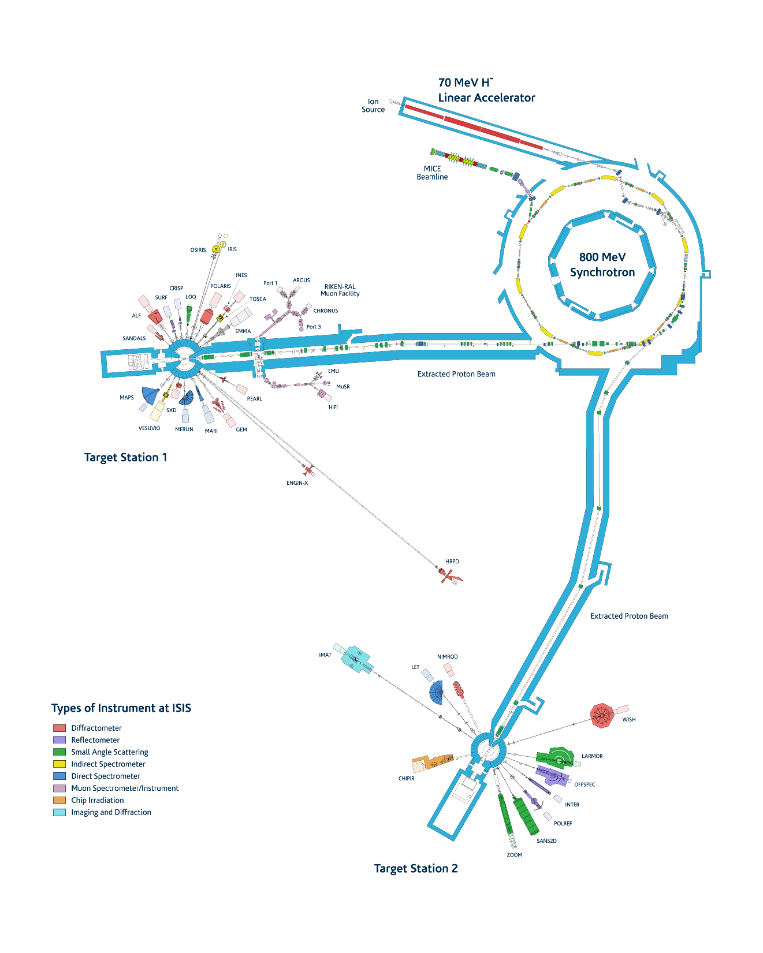 70 MeV H-
Linear Accelerator
Ion
Source
MICE
Beamline
800 MeV
Synchrotron
OSIRIS
IRIS
INES
POLARIS
CRISP
SURF
LOQ
TOSCA
ALF
SANDALS
EMMA
Port 1
ARGUS
RIKEN-RAL
Muon Facility
CHRONUS
Port 3
Extracted Proton Beam
EMU
MuSR
HIFI
PEARL
MAPS
VESUVIO
SXD
MERLIN
MARI
GEM
Target Station 1
ENGIN-X
HRPD
Extracted Proton Beam
IMAT
LET
NIMROD
WISH
LARMOR
OFFSPEC
INTER
POLREF
SANS2D
ZOOM
CHIPIR
Target Station 2
Types of Instrument at ISIS
Diffractometer
Reflectometer
Small Angle Scattering
Indirect Spectrometer
Direct Spectrometer
Muon Spectrometer/Instrument
Chip Irradiation
Imaging and Diffraction